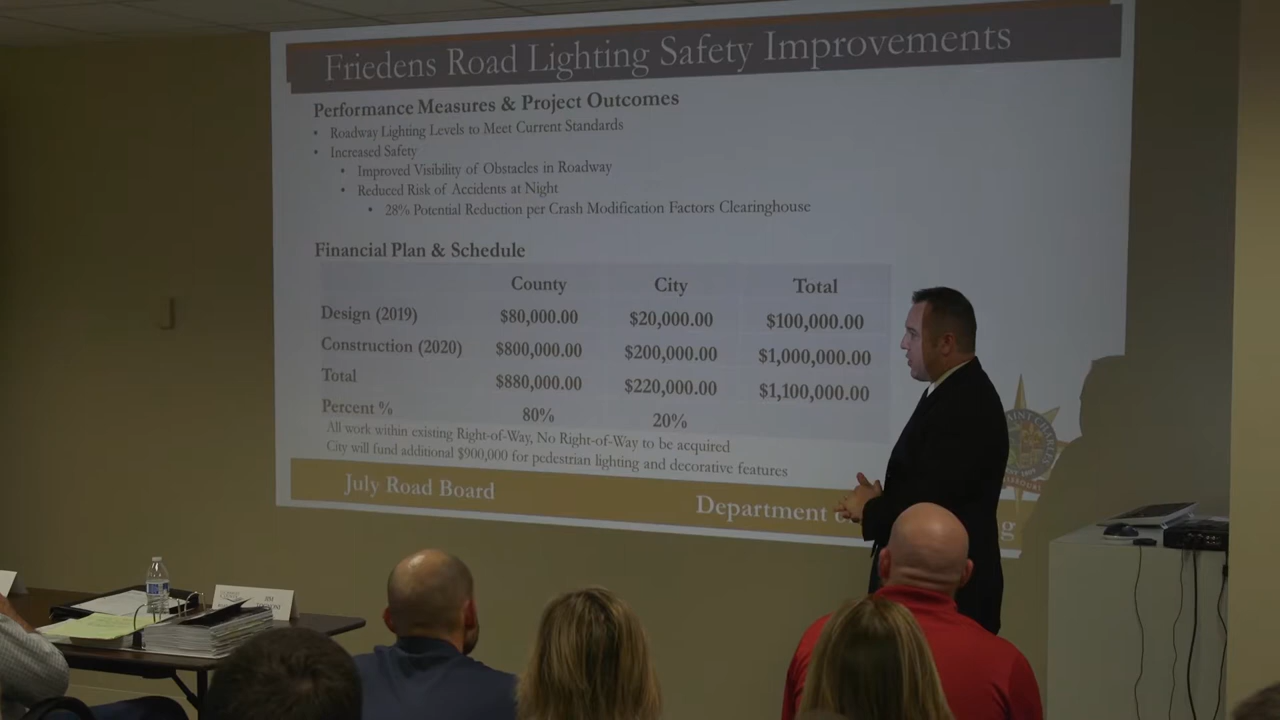 Friedens Road Lighting Safety Improvements
Performance Measures & Project Outcomes
• Roadway Lighting Levels to Meet Current Standards
• Increased Safety
• Improved Visibility of Obstacles in Roadway
• Reduced Risk of Accidents at Night
• 28% Potential Reduction per Crash Modification Factors Clearinghouse
Financial Plan & Schedule
County City Total
Design (2019) $80,000.00 $20,000.00 $100,000.00
Construction (2020) $800,000.00 $200,000.00 $1,000,000.00
Total $880,000.00 $220,000.00 $1,100,000.00
Percent % 80% 20%
All work within existing Right-of-Way, No Right-of-Way to be acquired
City will fund additional $900,000 for pedestrian lighting and decorative features
July Road Board
Department
JIM